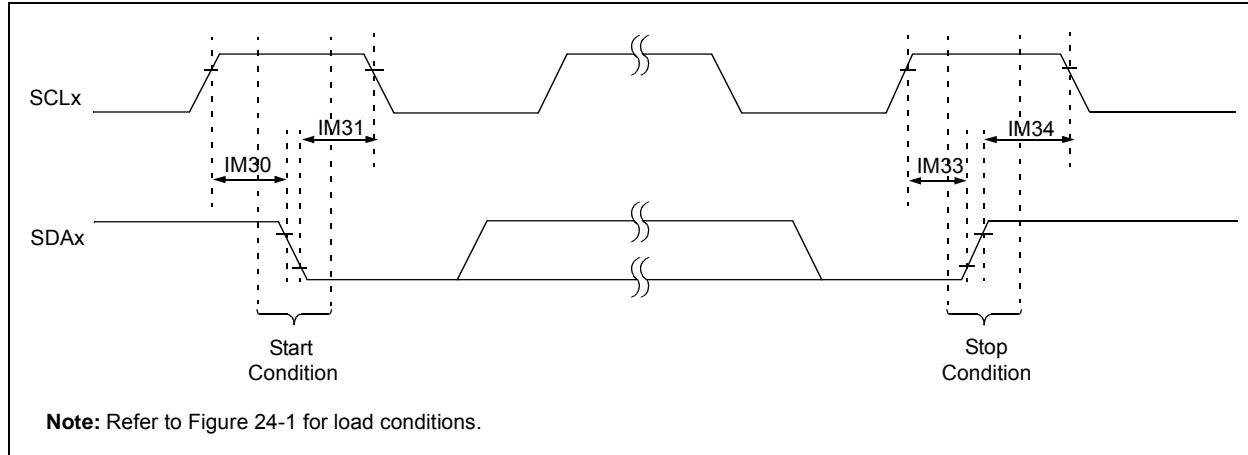 SCLx
IM31
IM34
IM30
IM33
SDAx
Start
Condition
Stop
Condition
Note: Refer to Figure 24-1 for load conditions.